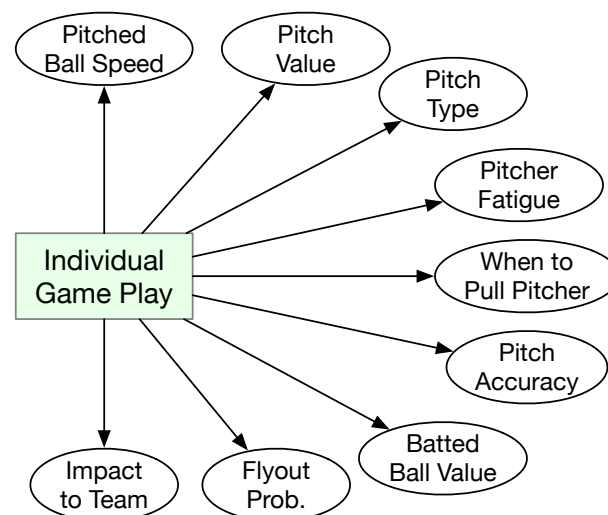 Pitched
Ball Speed
Pitch
Value
Pitch
Type
Pitcher
Fatigue
Individual
Game Play
When to
Pull Pitcher
Pitch
Accuracy
Batted
Ball Value
Impact
to Team
Flyout
Prob.